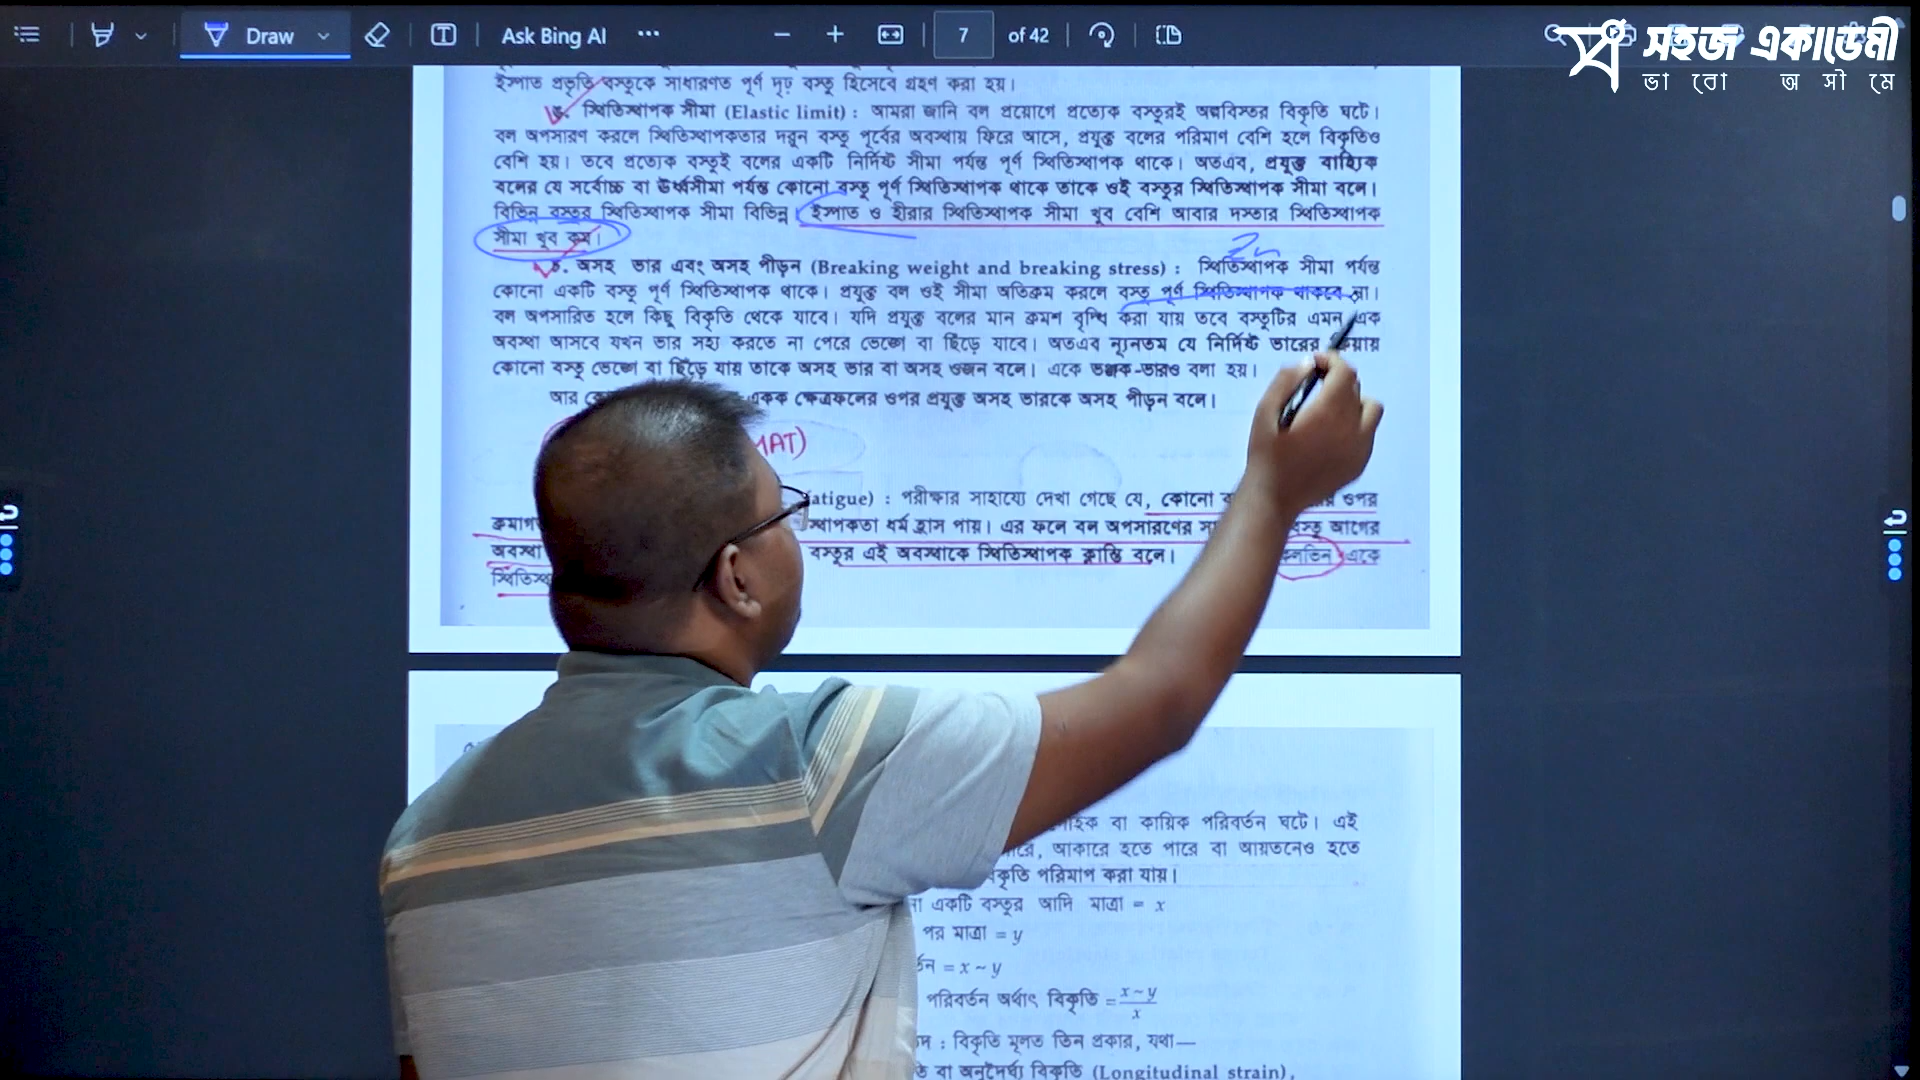 Draw
Ask Bing AI
7 of 42
সহজ একাডেমী
ভাবো অসীমে
ইস্পাত প্রভৃতি বস্তুকে সাধারণত পূর্ণ দৃঢ় বস্তু হিসেবে গ্রহণ করা হয়।
স্থিতিস্থাপক সীমা (Elastic limit) : আমরা জানি বল প্রয়োগে প্রত্যেক বস্তুরই অল্পবিস্তর বিকৃতি ঘটে।
বল অপসারণ করলে স্থিতিস্থাপকতার দরুন বস্তু পূর্বের অবস্থায় ফিরে আসে, প্রযুক্ত বলের পরিমাণ বেশি হলে বিকৃতিও
বেশি হয়। তবে প্রত্যেক বস্তুই বলের একটি নির্দিষ্ট সীমা পর্যন্ত পূর্ণ স্থিতিস্থাপক থাকে। অতএব, প্রযুক্ত বাহ্যিক
বলের যে সর্বোচ্চ বা ঊর্ধ্বসীমা পর্যন্ত কোনো বস্তু পূর্ণ স্থিতিস্থাপক থাকে তাকে ওই বস্তুর স্থিতিস্থাপক সীমা বলে।
বিভিন্ন বস্তুর স্থিতিস্থাপক সীমা বিভিন্ন ইস্পাত ও হীরার স্থিতিস্থাপক সীমা খুব বেশি আবার দস্তার স্থিতিস্থাপক
সীমা খুব কম।
Zn
চ. অসহ ভার এবং অসহ পীড়ন (Breaking weight and breaking stress) : স্থিতিস্থাপক সীমা পর্যন্ত
কোনো একটি বস্তু পূর্ণ স্থিতিস্থাপক থাকে। প্রযুক্ত বল ওই সীমা অতিক্রম করলে বস্তু পূর্ণ স্থিতিস্থাপক থাকবে না।
বল অপসারিত হলে কিছু বিকৃতি থেকে যাবে। যদি প্রযুক্ত বলের মান ক্রমশ বৃদ্ধি করা যায় তবে বস্তুটির এমন এক
অবস্থা আসবে যখন ভার সহ্য করতে না পেরে ভেঙ্গে বা ছিঁড়ে যাবে। অতএব ন্যূনতম যে নির্দিষ্ট ভারের ক্রিয়ায়
কোনো বস্তু ভেঙ্গে বা ছিঁড়ে যায় তাকে অসহ ভার বা অসহ ওজন বলে। একে ভঞ্জক-ভারও বলা হয়।
আর একক ক্ষেত্রফলের ওপর প্রযুক্ত অসহ ভারকে অসহ পীড়ন বলে।
MAT)
fatigue) : পরীক্ষার সাহায্যে দেখা গেছে যে, কোনো ওপর
ক্রমাগত স্থাপকতা ধর্ম হ্রাস পায়। এর ফলে বল অপসারণের বস্তু আগের
অবস্থা বস্তুর এই অবস্থাকে স্থিতিস্থাপক ক্লান্তি বলে। কেলভিন একে
স্থিতিস্থ
বা কায়িক পরিবর্তন ঘটে। এই
আকারে হতে পারে বা আয়তনেও হতে
বিকৃতি পরিমাপ করা যায়।
একটি বস্তুর আদি মাত্রা = x
পর মাত্রা = y
= x ~ y
পরিবর্তন অর্থাৎ বিকৃতি = x ~ y / x
: বিকৃতি মূলত তিন প্রকার, যথা—
বা অনুদৈর্ঘ্য বিকৃতি (Longitudinal strain),